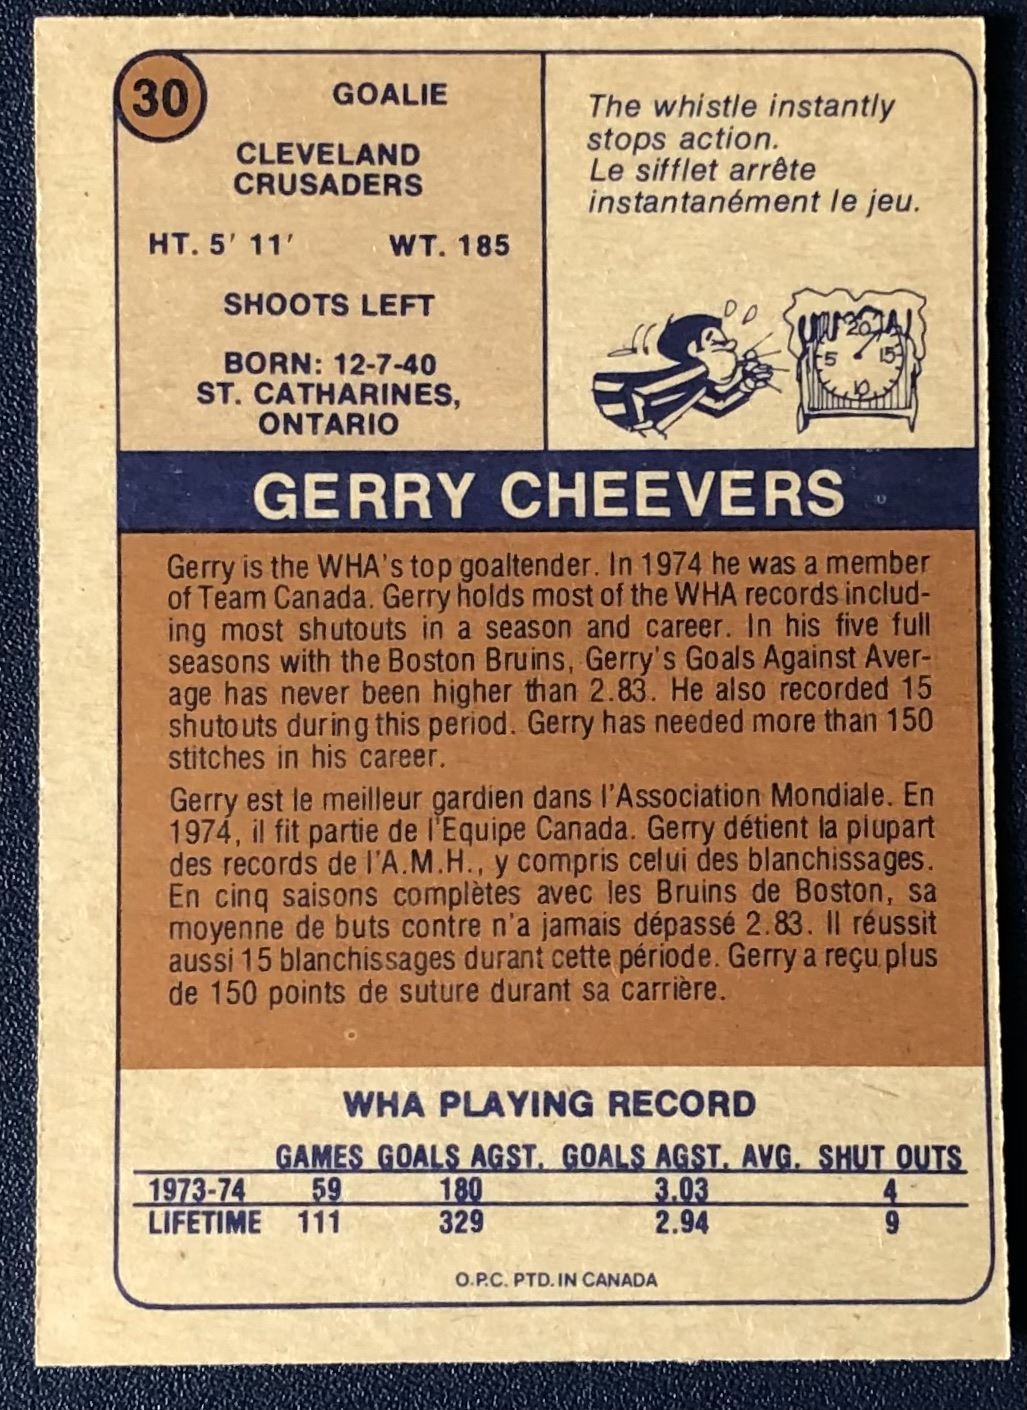 30
GOALIE
CLEVELAND
CRUSADERS
HT. 5' 11' WT. 185
SHOOTS LEFT
BORN: 12-7-40
ST. CATHARINES,
ONTARIO
The whistle instantly
stops action.
Le sifflet arrête
instantanément le jeu.
20
5 15
10
GERRY CHEEVERS
Gerry is the WHA's top goaltender. In 1974 he was a member
of Team Canada. Gerry holds most of the WHA records includ-
ing most shutouts in a season and career. In his five full
seasons with the Boston Bruins, Gerry's Goals Against Aver-
age has never been higher than 2.83. He also recorded 15
shutouts during this period. Gerry has needed more than 150
stitches in his career.
Gerry est le meilleur gardien dans l'Association Mondiale. En
1974, il fit partie de l'Equipe Canada. Gerry détient la plupart
des records de l'A.M.H., y compris celui des blanchissages.
En cinq saisons complètes avec les Bruins de Boston, sa
moyenne de buts contre n'a jamais dépassé 2.83. Il réussit
aussi 15 blanchissages durant cette période. Gerry a reçu plus
de 150 points de suture durant sa carrière.
WHA PLAYING RECORD
GAMES GOALS AGST. GOALS AGST. AVG. SHUT OUTS
1973-74 59 180 3.03 4
LIFETIME 111 329 2.94 9
O.P.C. PTD. IN CANADA